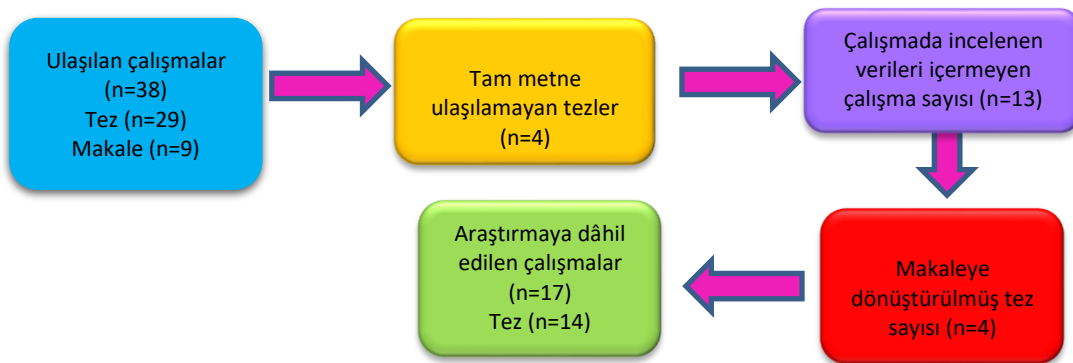 Ulaşılan çalışmalar
(n=38)
Tez (n=29)
Makale (n=9)
Tam metne
ulaşılamayan tezler
(n=4)
Çalışmada incelenen
verileri içermeyen
çalışma sayısı (n=13)
Makaleye
dönüştürülmüş tez
sayısı (n=4)
Araştırmaya dâhil
edilen çalışmalar
(n=17)
Tez (n=14)